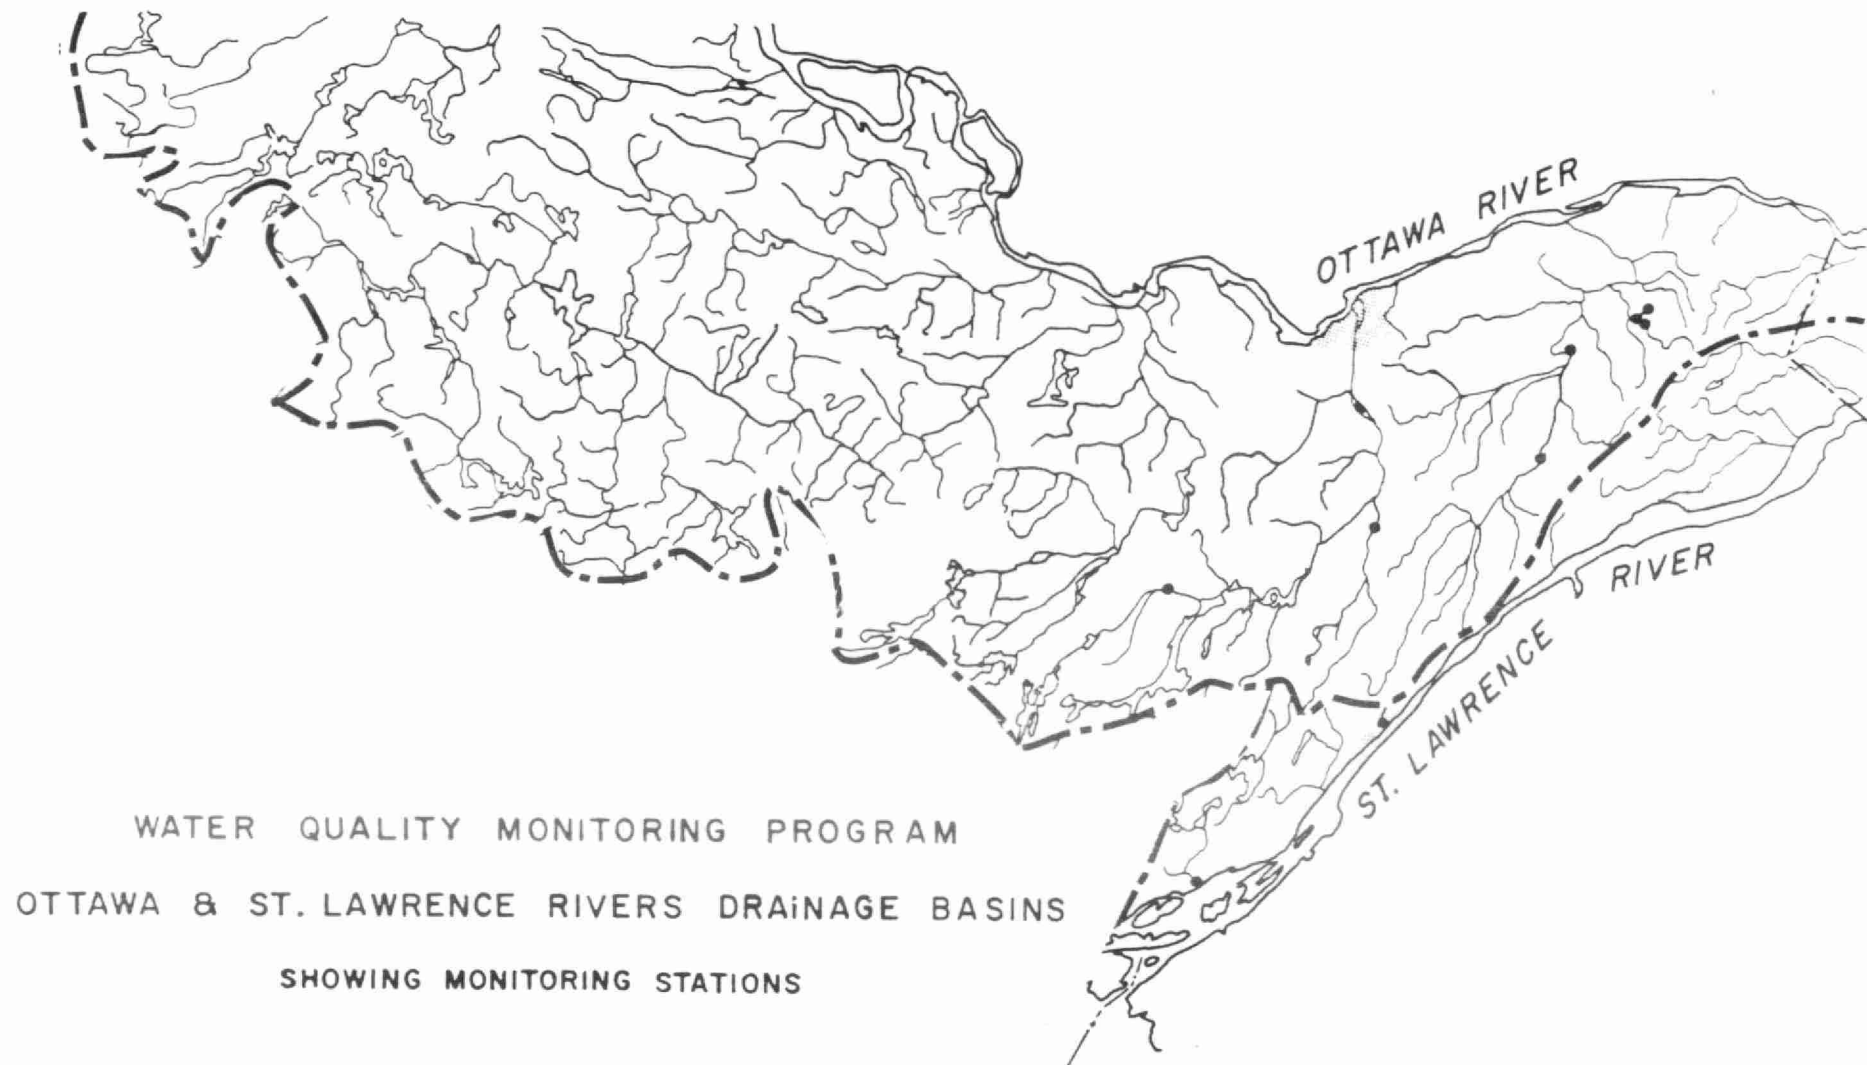 OTTAWA RIVER
ST. LAWRENCE RIVER
WATER QUALITY MONITORING PROGRAM
OTTAWA & ST. LAWRENCE RIVERS DRAiNAGE BASINS
SHOWING MONITORING STATIONS